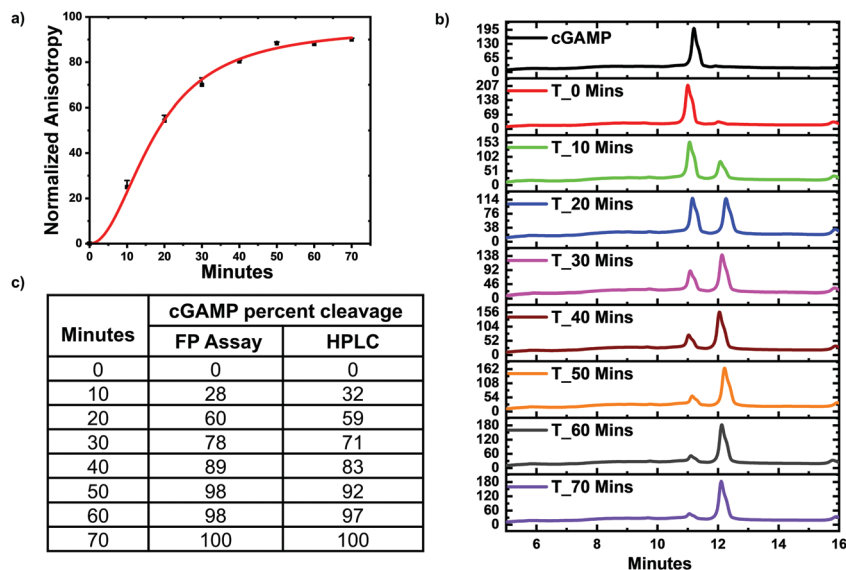 a)
Normalized Anisotropy
100
80
60
40
20
0
0 10 20 30 40 50 60 70
Minutes
c)
Minutes
cGAMP percent cleavage
FP Assay HPLC
0 0 0
10 28 32
20 60 59
30 78 71
40 89 83
50 98 92
60 98 97
70 100 100
b)
cGAMP
195
130
65
0
T_0 Mins
207
138
69
0
T_10 Mins
153
102
51
0
T_20 Mins
114
76
38
0
T_30 Mins
138
92
46
0
T_40 Mins
156
104
52
0
T_50 Mins
162
108
54
0
T_60 Mins
180
120
60
0
T_70 Mins
180
120
60
0
6 8 10 12 14 16
Minutes